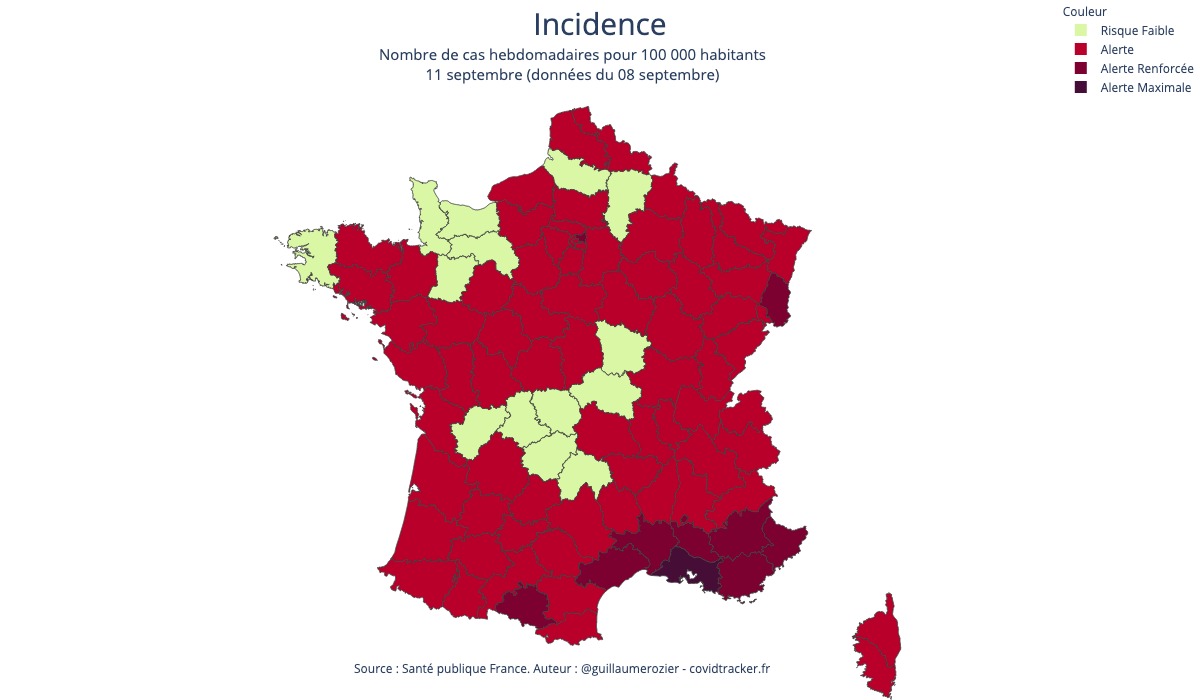 Incidence
Nombre de cas hebdomadaires pour 100 000 habitants
11 septembre (données du 08 septembre)
Couleur
Risque Faible
Alerte
Alerte Renforcée
Alerte Maximale
Source : Santé publique France. Auteur : @guillaumerozier - covidtracker.fr